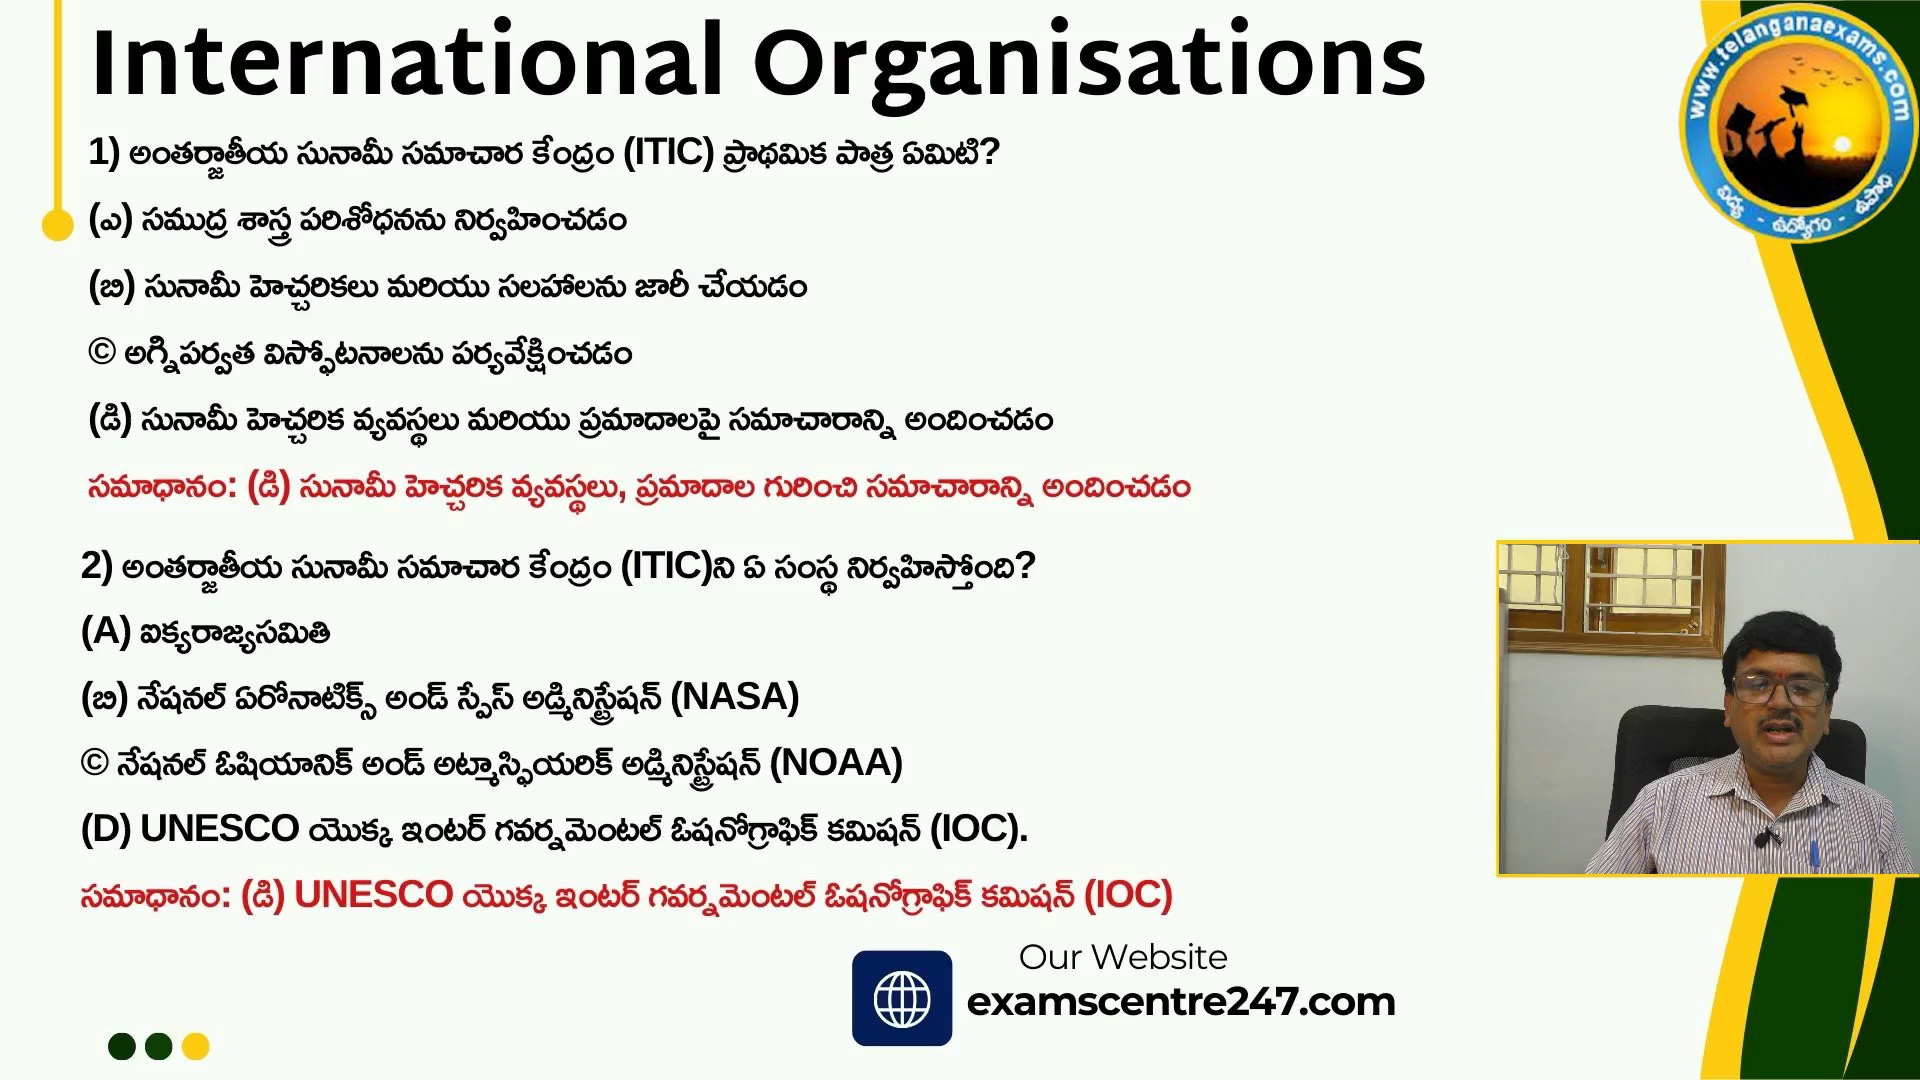 International Organisations
1) అంతర్జాతీయ సునామీ సమాచార కేంద్రం (ITIC) ప్రాథమిక పాత్ర ఏమిటి?
(ఎ) సముద్ర శాస్త్ర పరిశోధనను నిర్వహించడం
(బి) సునామీ హెచ్చరికలు మరియు సలహాలను జారీ చేయడం
© అగ్నిపర్వత విస్ఫోటనాలను పర్యవేక్షించడం
(డి) సునామీ హెచ్చరిక వ్యవస్థలు మరియు ప్రమాదాలపై సమాచారాన్ని అందించడం
సమాధానం: (డి) సునామీ హెచ్చరిక వ్యవస్థలు, ప్రమాదాల గురించి సమాచారాన్ని అందించడం
2) అంతర్జాతీయ సునామీ సమాచార కేంద్రం (ITIC)ని ఏ సంస్థ నిర్వహిస్తోంది?
(A) ఐక్యరాజ్యసమితి
(బి) నేషనల్ ఏరోనాటిక్స్ అండ్ స్పేస్ అడ్మినిస్ట్రేషన్ (NASA)
© నేషనల్ ఓషియానిక్ అండ్ అట్మాస్ఫియరిక్ అడ్మినిస్ట్రేషన్ (NOAA)
(D) UNESCO యొక్క ఇంటర్ గవర్నమెంటల్ ఓషనోగ్రాఫిక్ కమిషన్ (IOC).
సమాధానం: (డి) UNESCO యొక్క ఇంటర్ గవర్నమెంటల్ ఓషనోగ్రాఫిక్ కమిషన్ (IOC)
Our Website
examscentre247.com
www.telanganaexams.com
విద్య - ఉద్యోగం - ఉపాధి